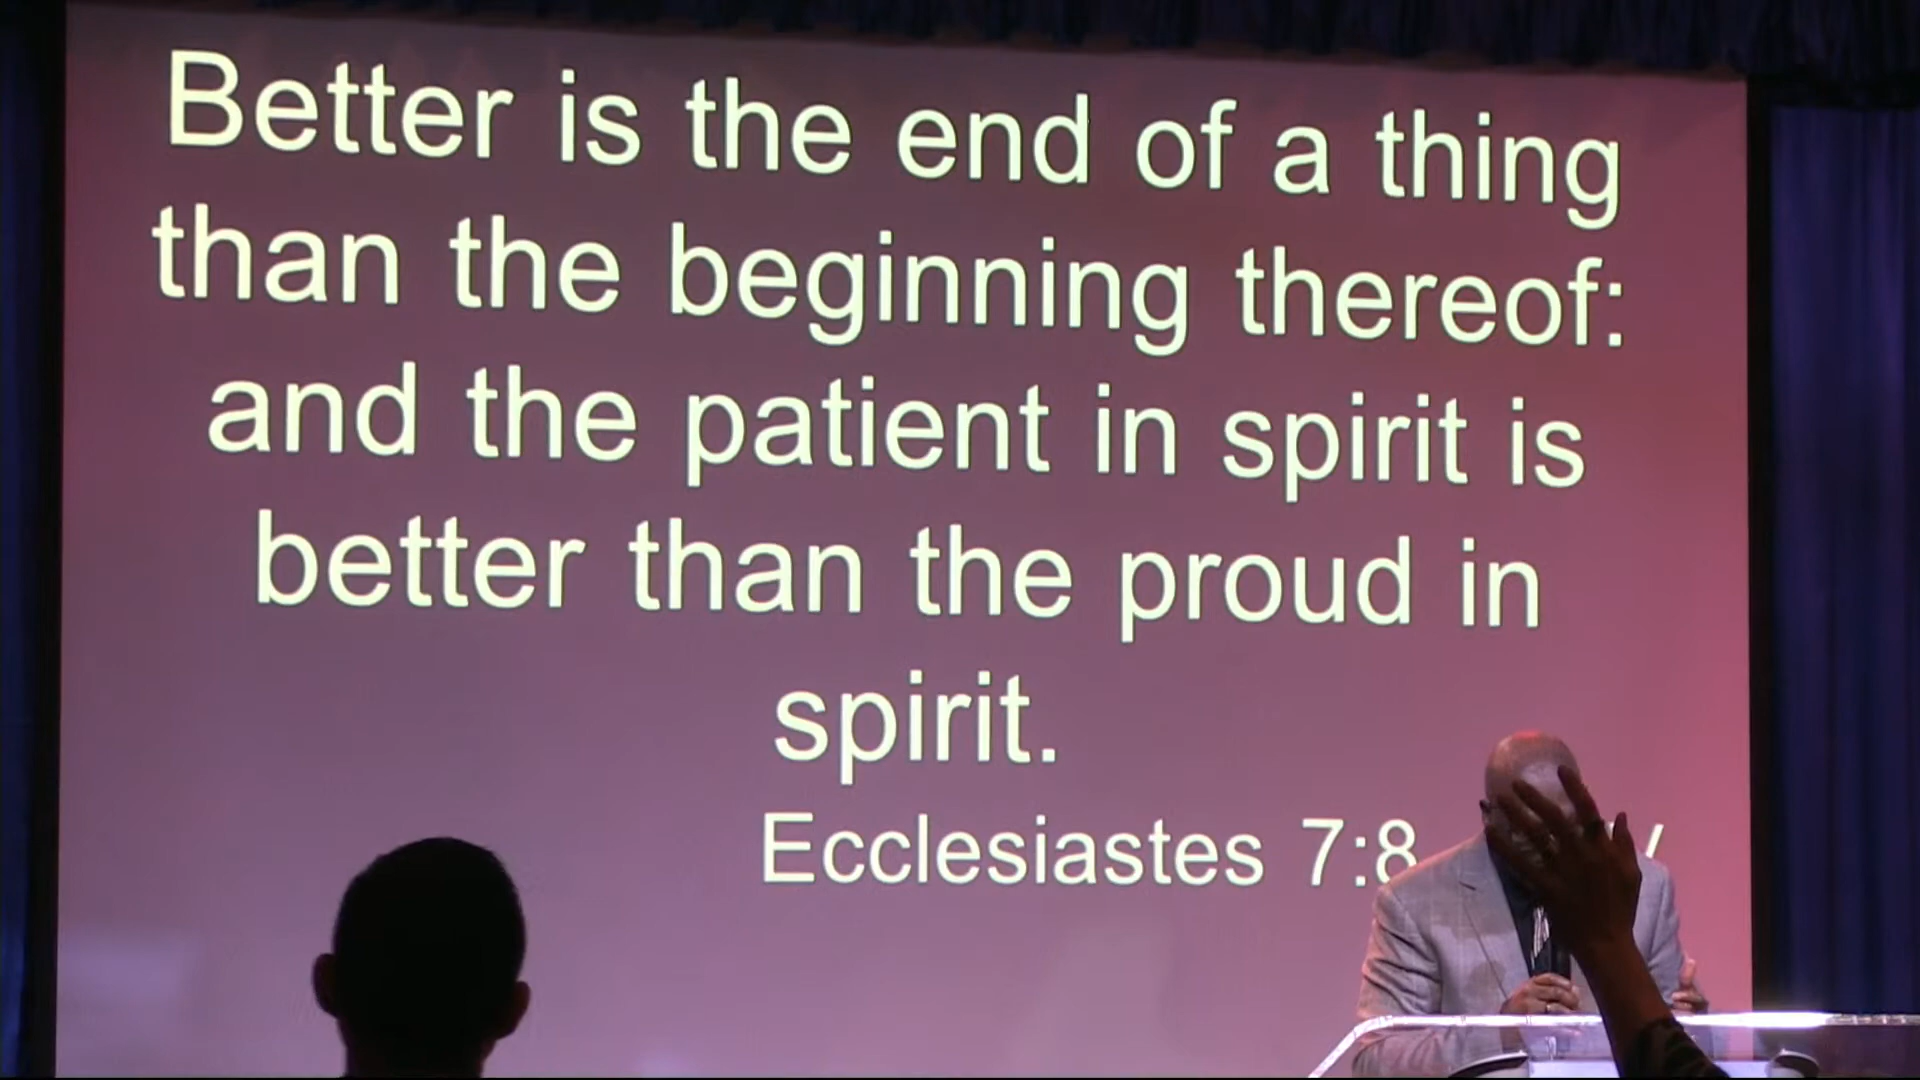 Better is the end of a thing
than the beginning thereof:
and the patient in spirit is
better than the proud in
spirit.
Ecclesiastes 7:8